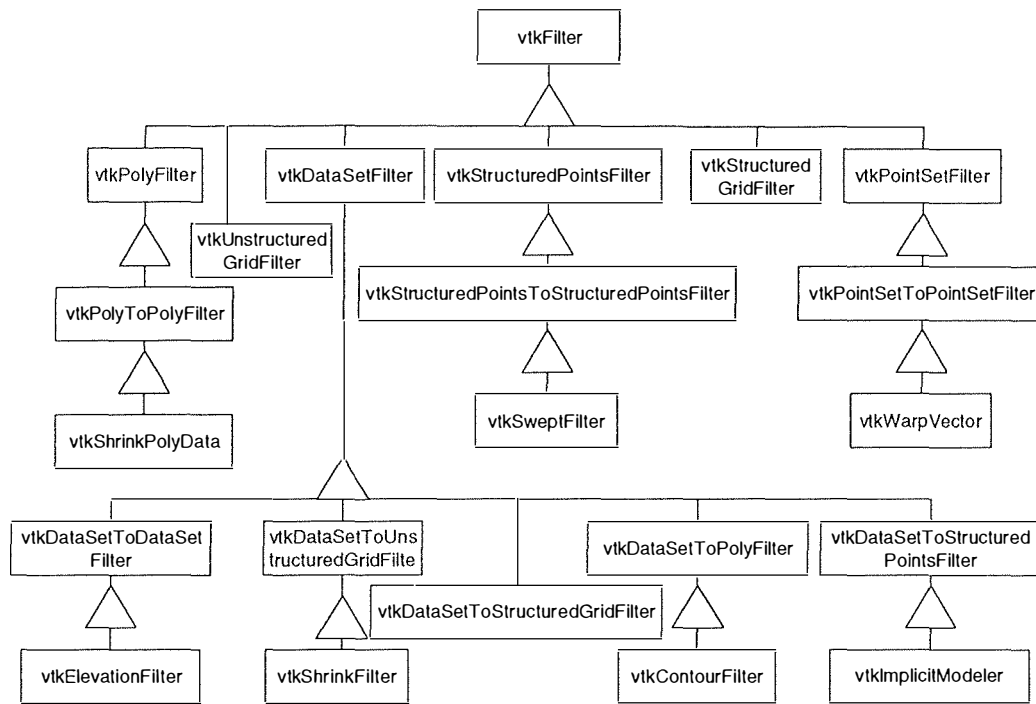 vtkFilter
vtkPolyFilter
vtkDataSetFilter
vtkStructuredPointsFilter
vtkStructured
GridFilter
vtkPointSetFilter
vtkUnstructured
GridFilter
vtkPolyToPolyFilter
vtkStructuredPointsToStructuredPointsFilter
vtkPointSetToPointSetFilter
vtkShrinkPolyData
vtkSweptFilter
vtkWarpVector
vtkDataSetToDataSet
Filter
vtkDataSetToUns
tructuredGridFilte
vtkDataSetToPolyFilter
vtkDataSetToStructured
PointsFilter
vtkDataSetToStructuredGridFilter
vtkElevationFilter
vtkShrinkFilter
vtkContourFilter
vtkImplicitModeler